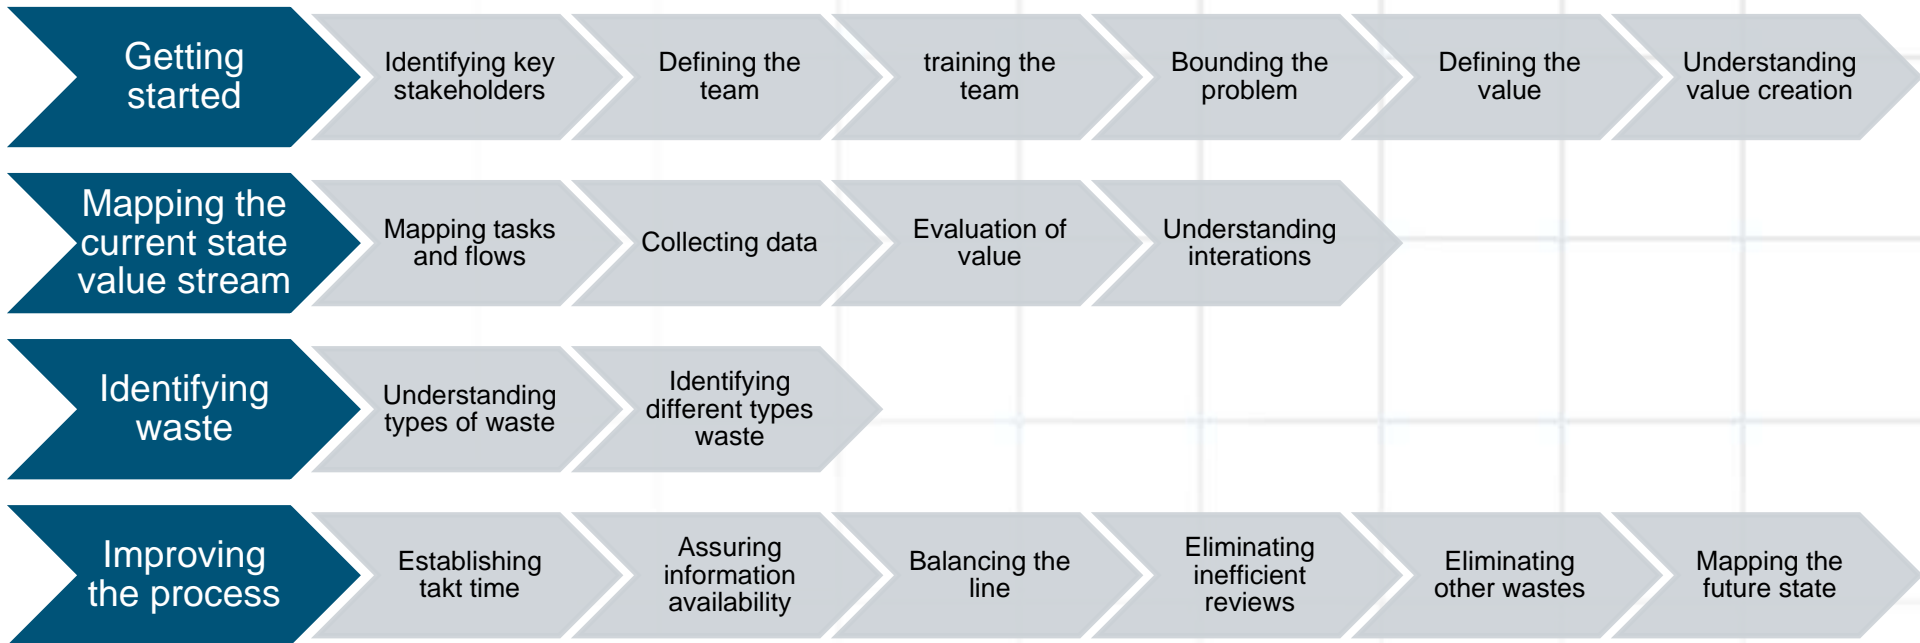 Getting
started
Identifying key
stakeholders
Defining the
team
training the
team
Bounding the
problem
Defining the
value
Understanding
value creation
Mapping the
current state
value stream
Mapping tasks
and flows
Collecting data
Evaluation of
value
Understanding
interations
Identifying
waste
Understanding
types of waste
Identifying
different types
waste
Improving
the process
Establishing
takt time
Assuring
information
availability
Balancing the
line
Eliminating
inefficient
reviews
Eliminating
other wastes
Mapping the
future state